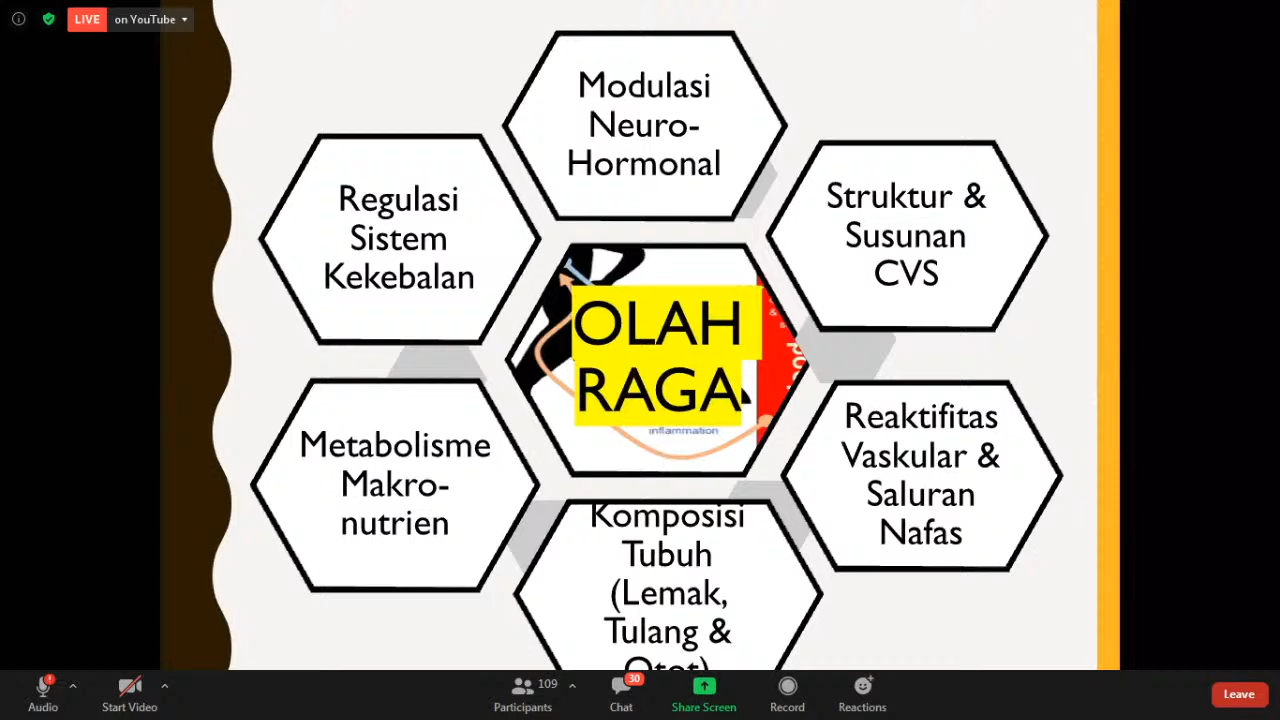 LIVE on YouTube
Modulasi
Neuro-
Hormonal
Regulasi
Sistem
Kekebalan
Struktur &
Susunan
CVS
OLAH
RAGA
inflammation
Metabolisme
Makro-
nutrien
Reaktifitas
Vaskular &
Saluran
Nafas
Komposisi
Tubuh
(Lemak,
Tulang &
Otot)
Audio
Start Video
Participants
109
Chat
30
Share Screen
Record
Reactions
Leave